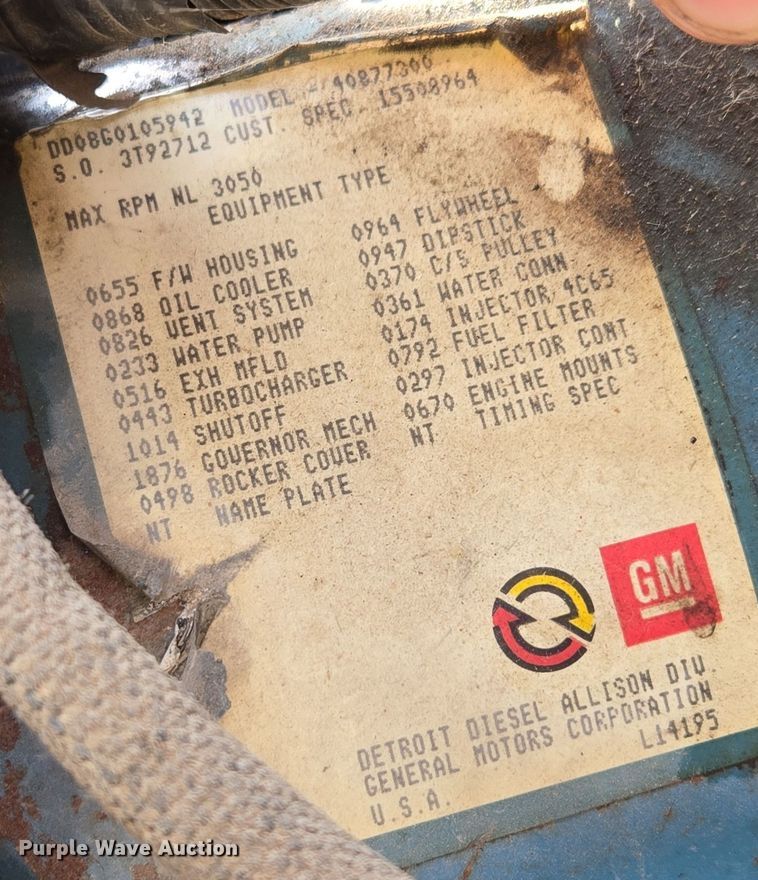 DD08G0105942 MODEL - 40877300
S.O. 3T92712 CUST. SPEC. 15508964
MAX RPM NL 3050
EQUIPMENT TYPE
0655 F/W HOUSING 0964 FLYWHEEL
0868 OIL COOLER 0947 DIPSTICK
0826 VENT SYSTEM 0370 C/S PULLEY
0233 WATER PUMP 0361 WATER CONN
0516 EXH MFLD 0174 INJECTOR 4C65
0443 TURBOCHARGER 0792 FUEL FILTER
1014 SHUTOFF 0297 INJECTOR CONT
1876 GOVERNOR MECH 0670 ENGINE MOUNTS
0498 ROCKER COVER NT TIMING SPEC
NT NAME PLATE
GM
DETROIT DIESEL ALLISON DIV.
GENERAL MOTORS CORPORATION
U.S.A. L14195
Purple Wave Auction